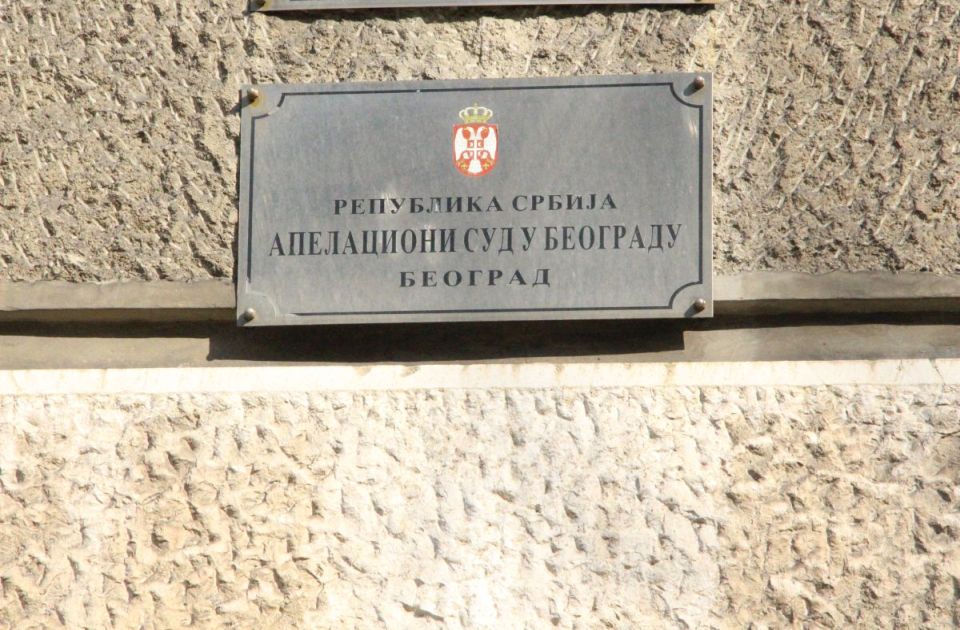 РЕПУБЛИКА СРБИЈА
АПЕЛАЦИОНИ СУД У БЕОГРАДУ
БЕОГРАД